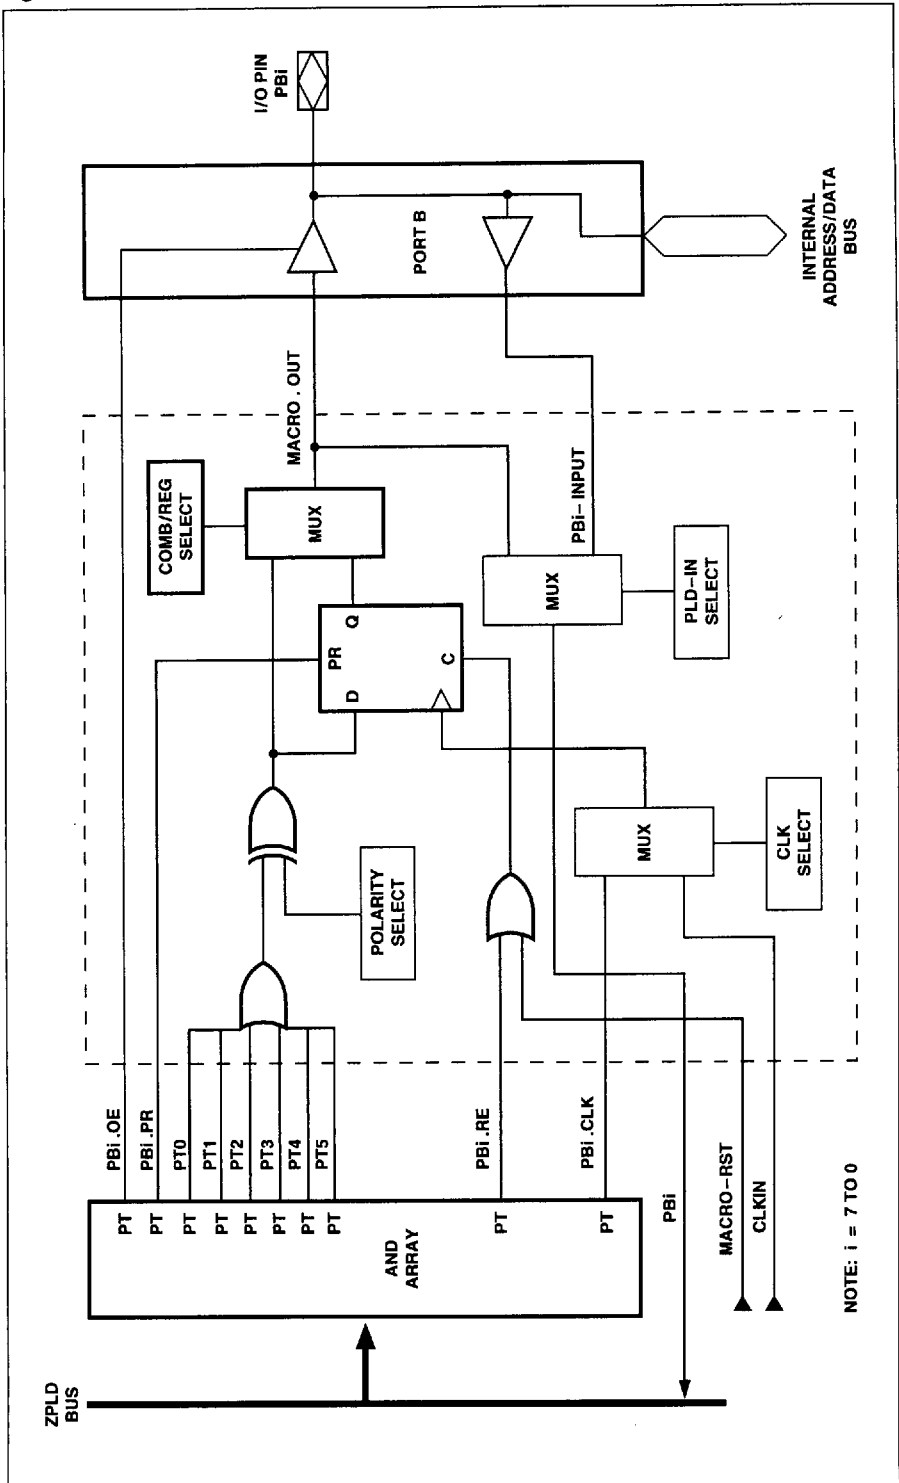 ZPLD
BUS
AND
ARRAY
PT
PT
PT
PT
PT
PT
PT
PT
PT
PT
PBi .OE
PBi .PR
PT0
PT1
PT2
PT3
PT4
PT5
PBi .RE
PBi .CLK
PBi
MACRO-RST
CLKIN
NOTE: i = 7 TO 0
POLARITY
SELECT
MUX
CLK
SELECT
D
PR
Q
C
COMB/REG
SELECT
MUX
MUX
PLD-IN
SELECT
MACRO . OUT
PBi- INPUT
PORT B
I/O PIN
PBi
INTERNAL
ADDRESS/DATA
BUS